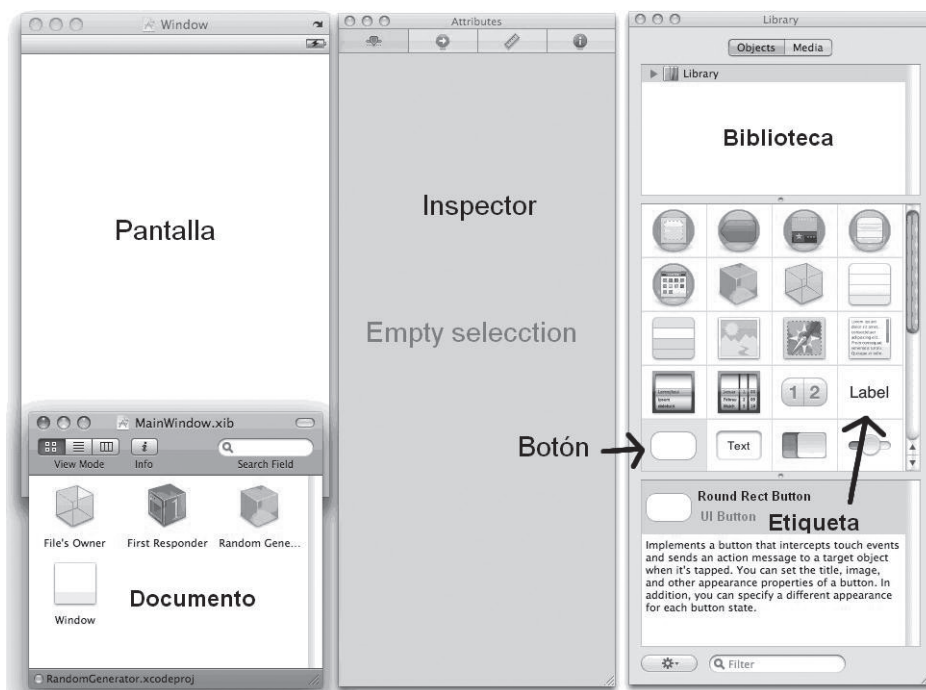 Window
Pantalla
MainWindow.xib
View Mode
Info
Search Field
File's Owner
First Responder
Random Gene...
Window
Documento
RandomGenerator.xcodeproj
Attributes
Inspector
Empty selecction
Library
Objects
Media
Library
Biblioteca
1 2
Label
Botón
Text
Round Rect Button
UI Button
Etiqueta
Implements a button that intercepts touch events
and sends an action message to a target object
when it's tapped. You can set the title, image,
and other appearance properties of a button. In
addition, you can specify a different appearance
for each button state.
Filter